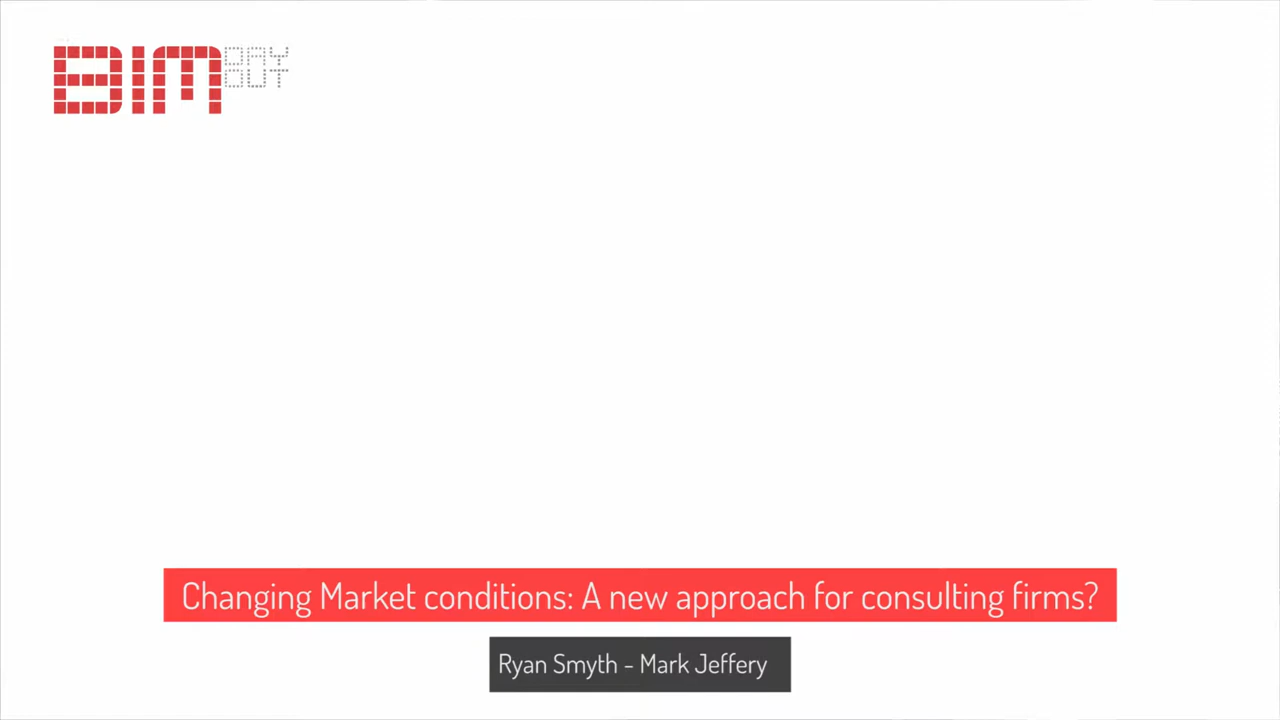 BIM DAY OUT
Changing Market conditions: A new approach for consulting firms?
Ryan Smyth - Mark Jeffery